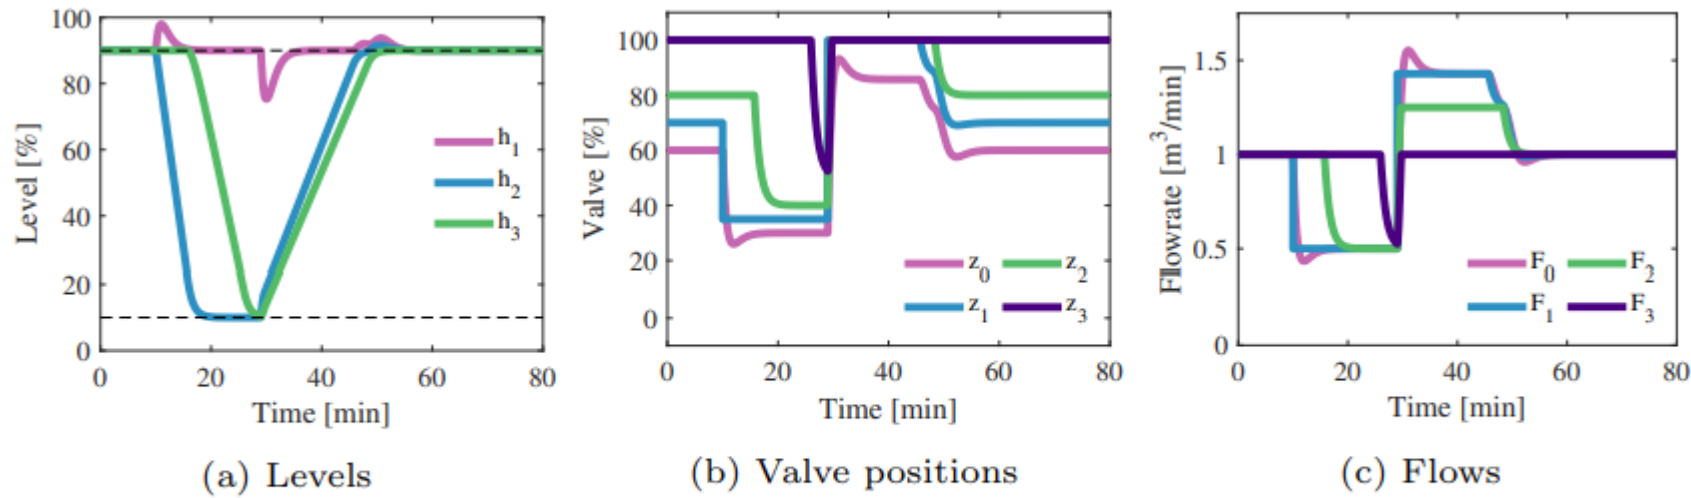 100
80
60
40
20
0
Level [%]
h1
h2
h3
0 20 40 60 80
Time [min]
(a) Levels
100
80
60
40
20
0
Valve [%]
z0 z2
z1 z3
0 20 40 60 80
Time [min]
(b) Valve positions
1.5
1
0.5
0
Flowrate [m³/min]
F0 F2
F1 F3
0 20 40 60 80
Time [min]
(c) Flows